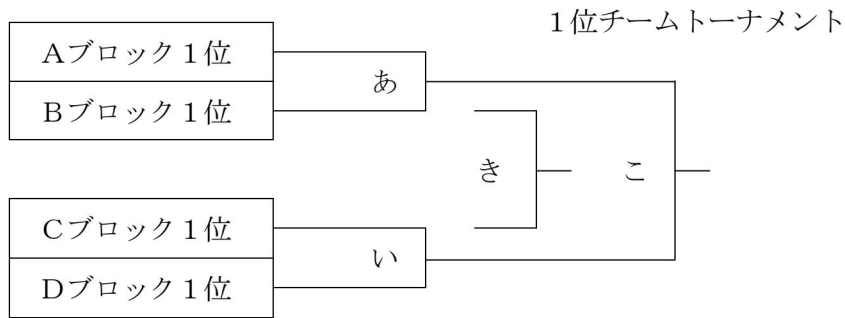 1位チームトーナメント
Aブロック1位
あ
Bブロック1位
き
こ
Cブロック1位
い
Dブロック1位